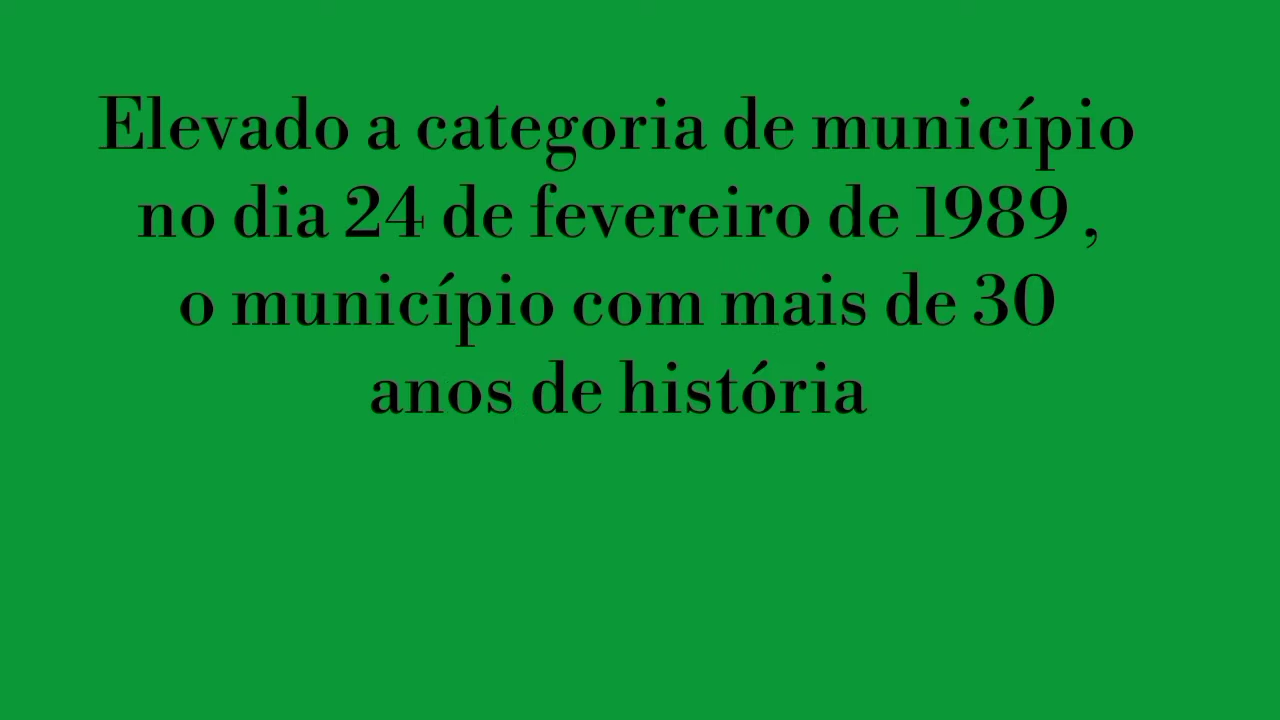 Elevado a categoria de município
no dia 24 de fevereiro de 1989 ,
o município com mais de 30
anos de história